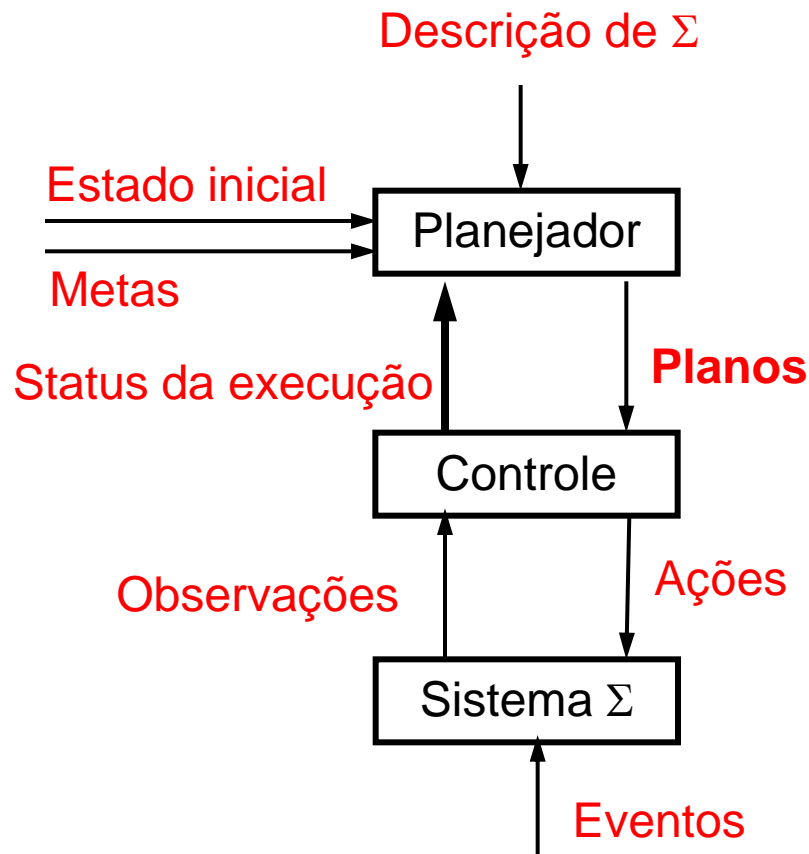 Descrição de Σ
Estado inicial
Planejador
Metas
Status da execução
Planos
Controle
Observações
Ações
Sistema Σ
Eventos